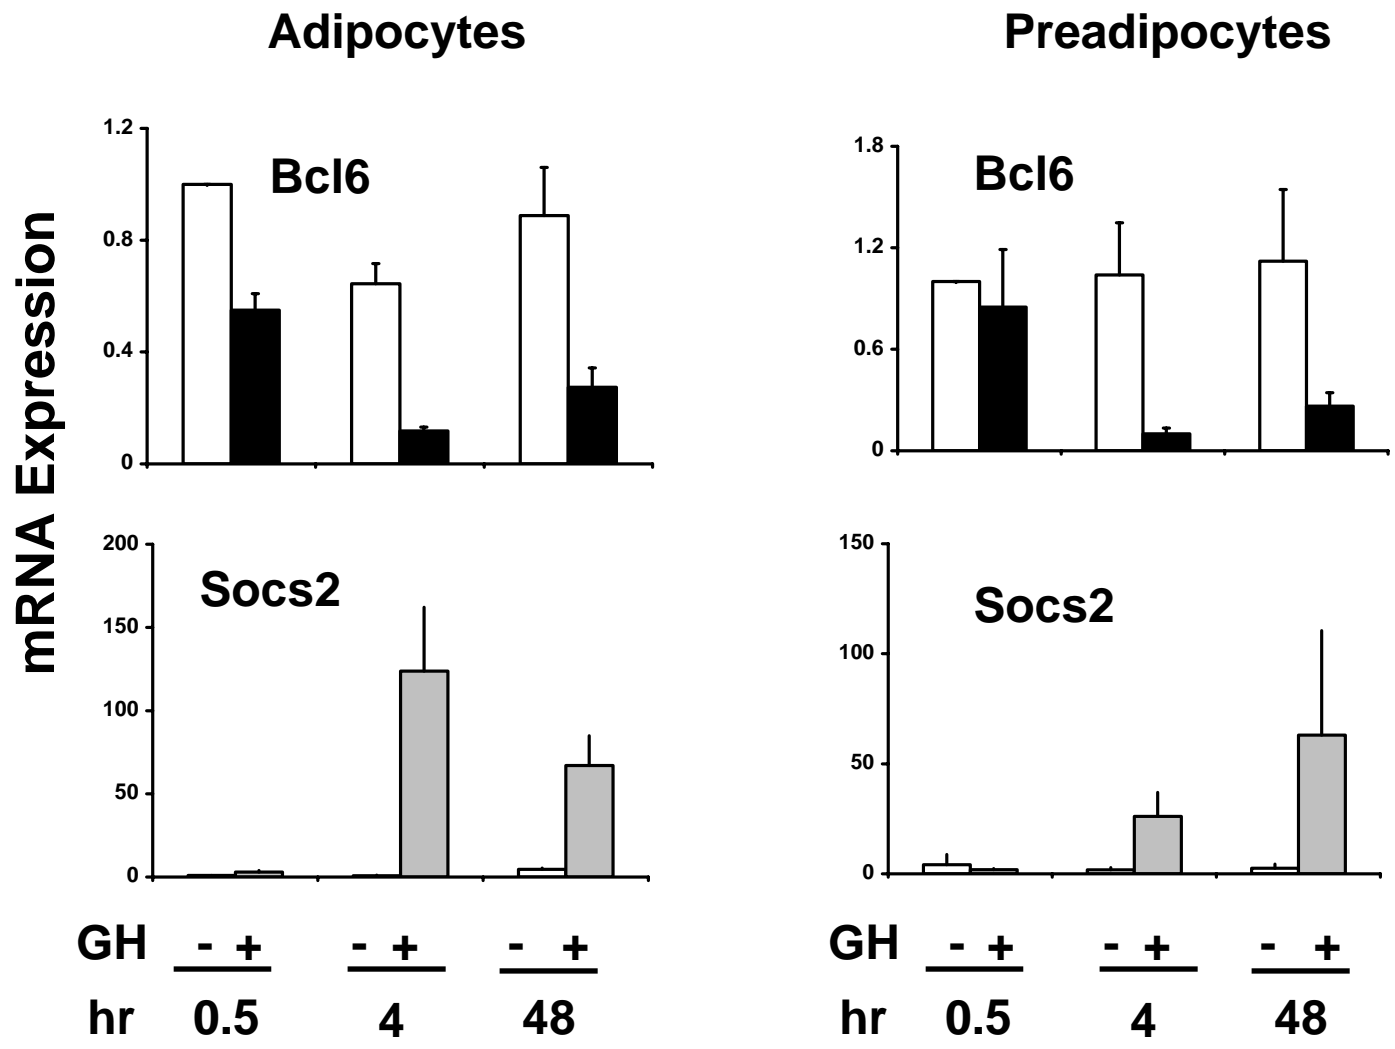 Adipocytes
Preadipocytes
mRNA Expression
1.2
0.8
0.4
0
Bcl6
1.8
1.2
0.6
0
Bcl6
200
150
100
50
0
Socs2
150
100
50
0
Socs2
GH - + - + - +
hr 0.5 4 48
GH - + - + - +
hr 0.5 4 48